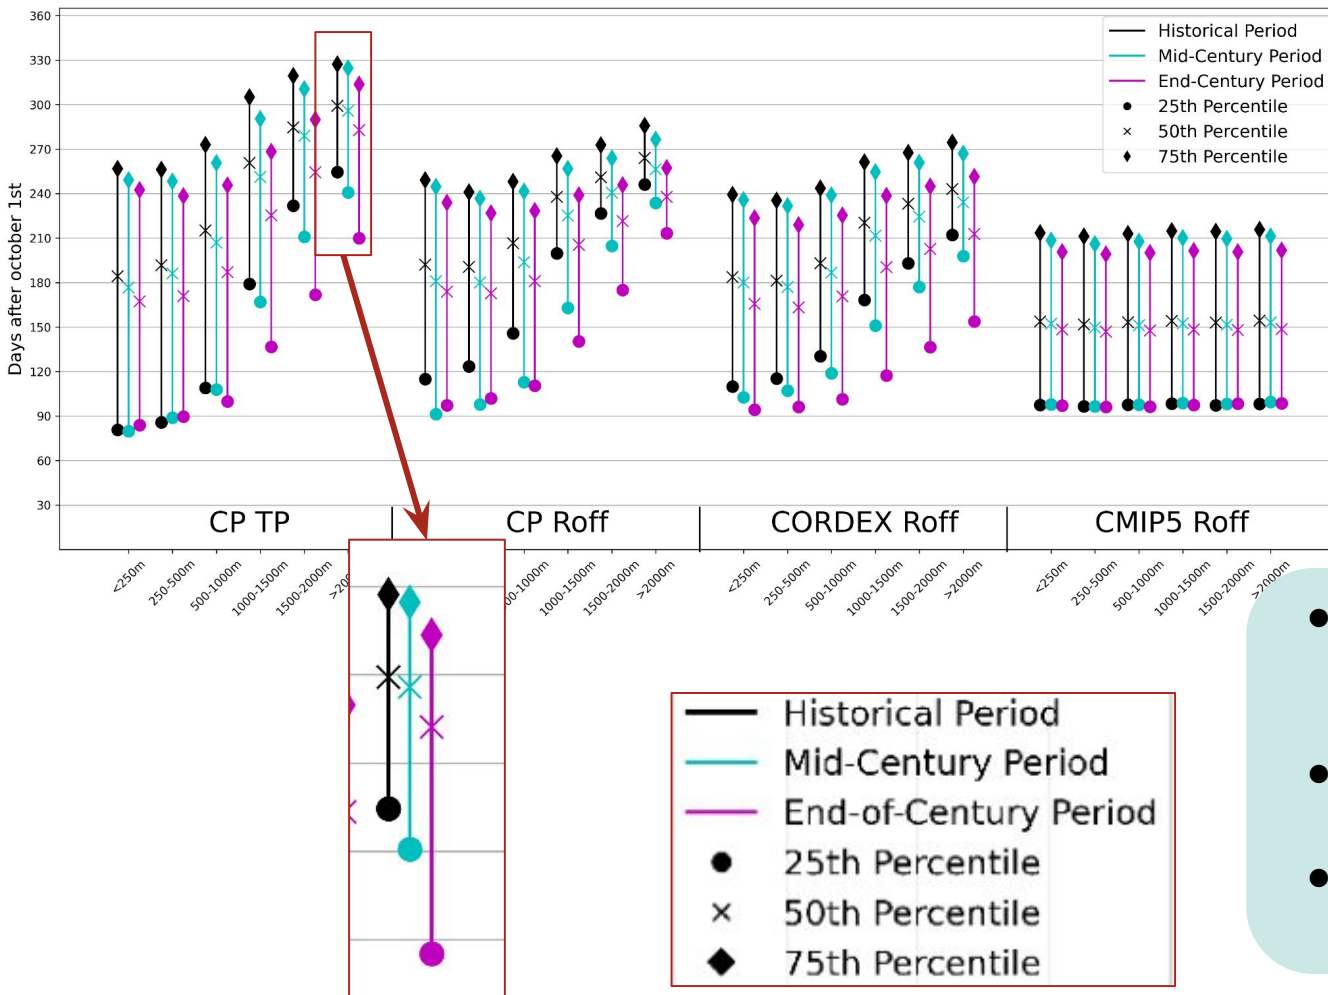 360
330
300
270
240
210
180
150
120
90
60
30
Days after october 1st
Historical Period
Mid-Century Period
End-Century Period
25th Percentile
50th Percentile
75th Percentile
CP TP
CP Roff
CORDEX Roff
CMIP5 Roff
<250m
250-500m
500-1000m
1000-1500m
1500-2000m
1000-1500m
1500-2000m
>2000m
<250m
250-500m
500-1000m
1000-1500m
1500-2000m
>2000m
<250m
250-500m
500-1000m
1000-1500m
1500-2000m
>2000m
Historical Period
Mid-Century Period
End-of-Century Period
25th Percentile
50th Percentile
75th Percentile